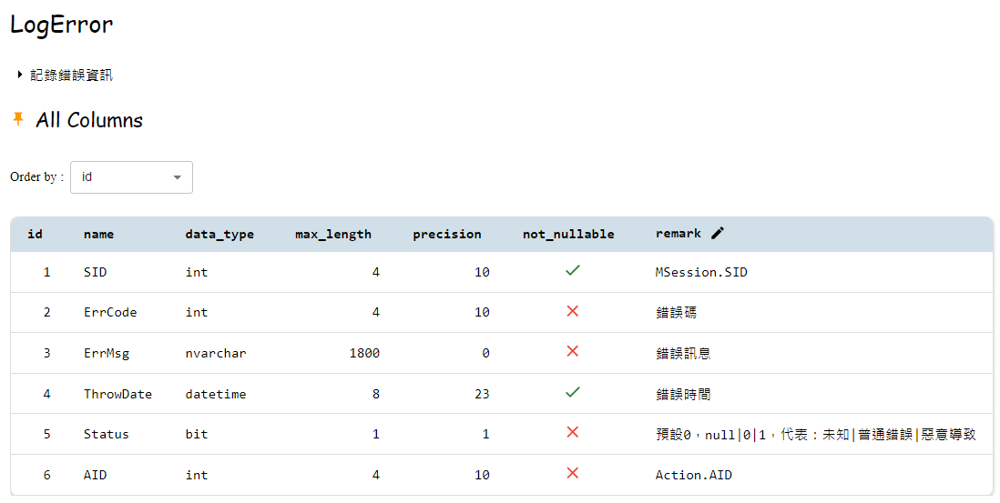 LogError
記錄錯誤資訊
All Columns
Order by : id
id name data_type max_length precision not_nullable remark
1 SID int 4 10 MSession.SID
2 ErrCode int 4 10 錯誤碼
3 ErrMsg nvarchar 1800 0 錯誤訊息
4 ThrowDate datetime 8 23 錯誤時間
5 Status bit 1 1 預設0，null|0|1，代表：未知|普通錯誤|惡意導致
6 AID int 4 10 Action.AID